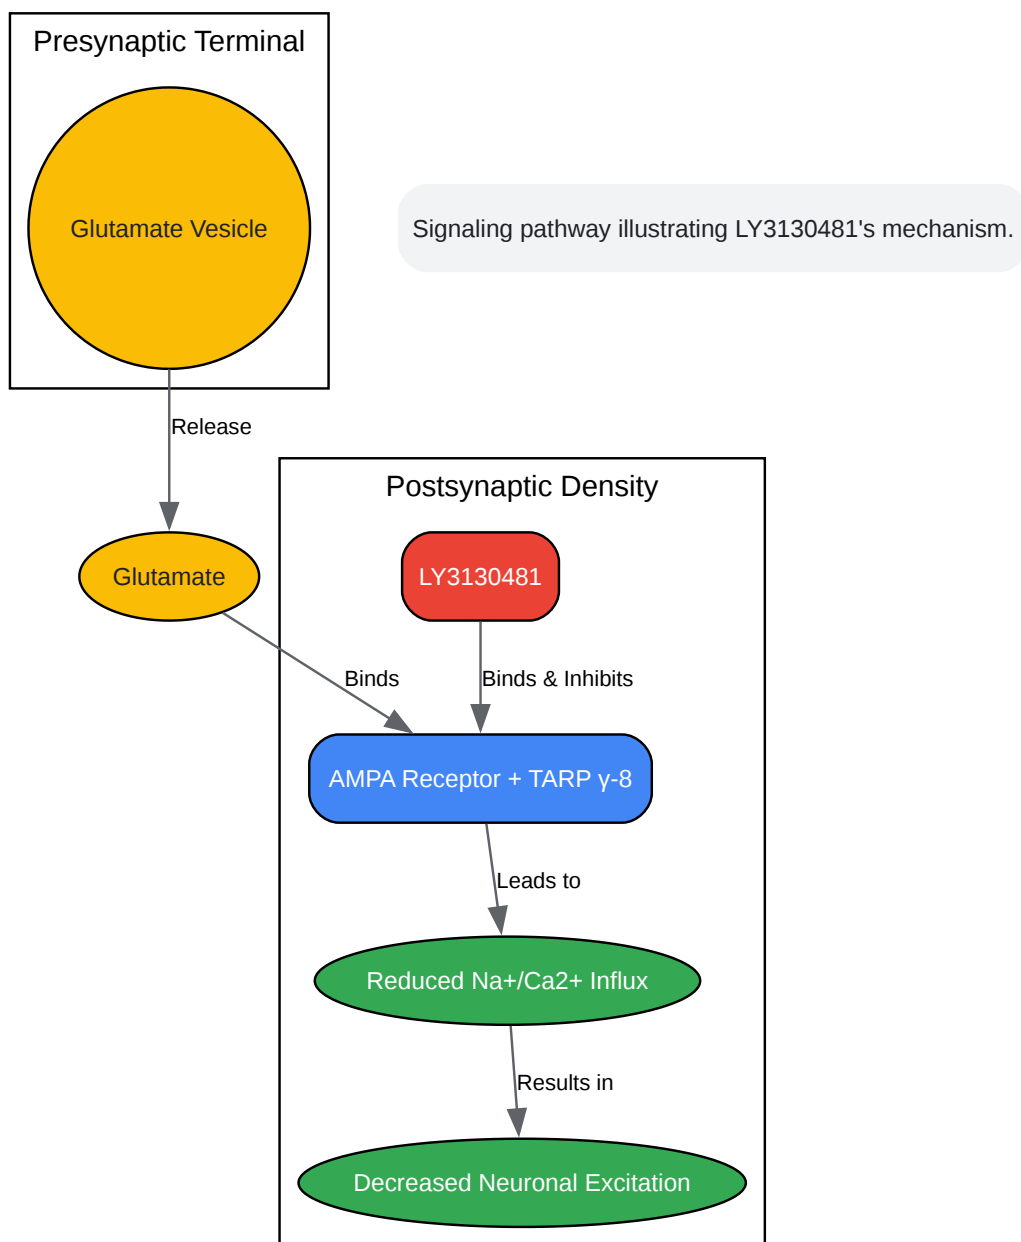 Presynaptic Terminal
Glutamate Vesicle
Signaling pathway illustrating LY3130481's mechanism.
Release
Postsynaptic Density
Glutamate
LY3130481
Binds
Binds & Inhibits
AMPA Receptor + TARP γ-8
Leads to
Reduced Na+/Ca2+ Influx
Results in
Decreased Neuronal Excitation